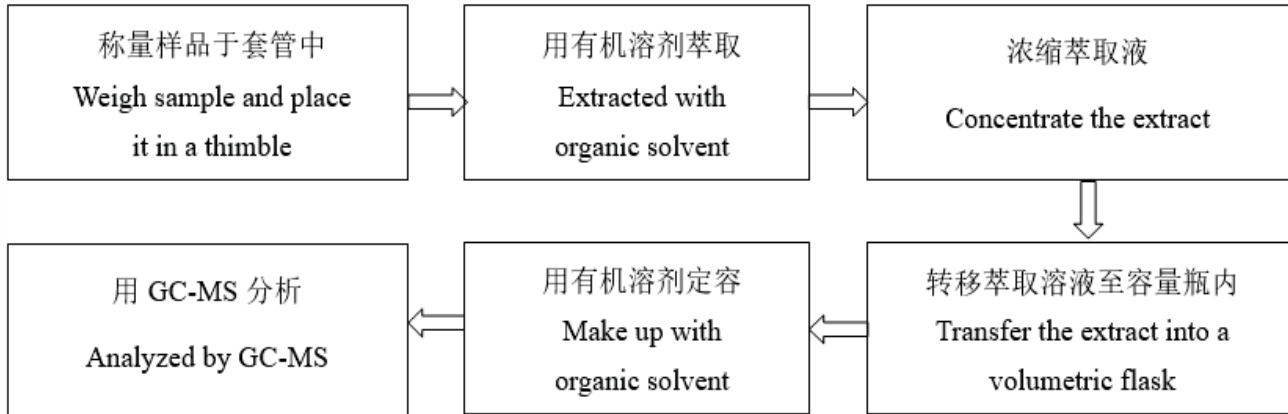 称量样品于套管中
Weigh sample and place
it in a thimble
用有机溶剂萃取
Extracted with
organic solvent
浓缩萃取液
Concentrate the extract
转移萃取溶液至容量瓶内
Transfer the extract into a
volumetric flask
用有机溶剂定容
Make up with
organic solvent
用 GC-MS 分析
Analyzed by GC-MS